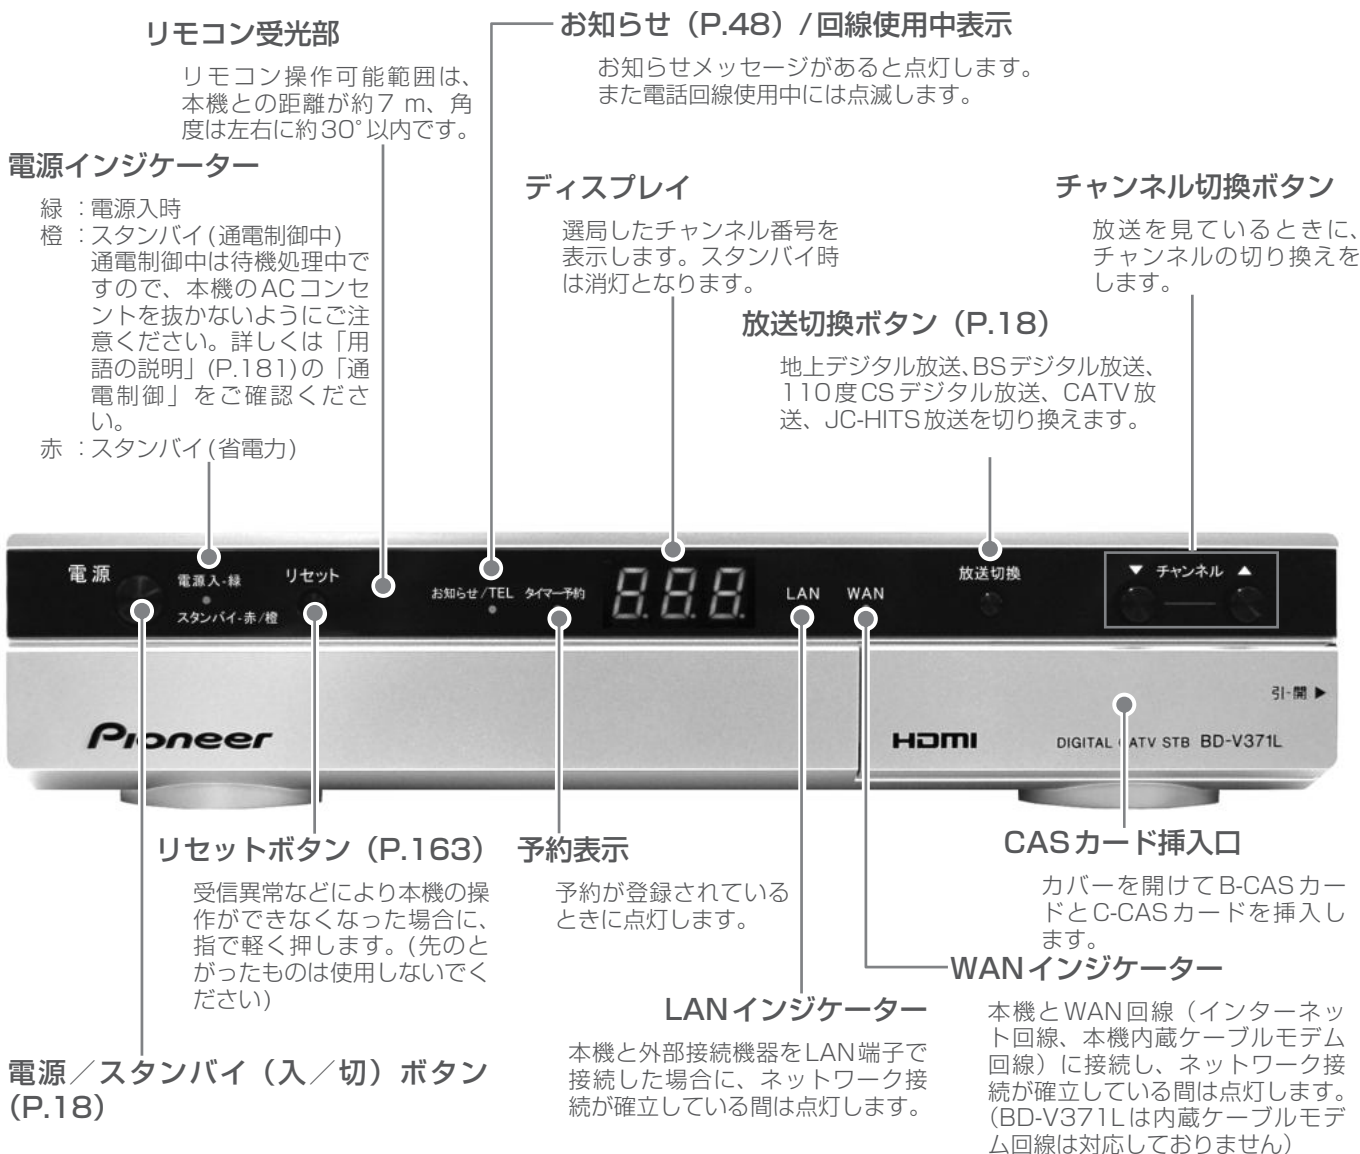 リモコン受光部
リモコン操作可能範囲は、
本機との距離が約7 m、角
度は左右に約30°以内です。
お知らせ（P.48）/回線使用中表示
お知らせメッセージがあると点灯します。
また電話回線使用中には点滅します。
電源インジケーター
緑 ：電源入時
橙 ：スタンバイ(通電制御中)
通電制御中は待機処理中で
すので、本機のACコンセ
ントを抜かないようにご注
意ください。詳しくは「用
語の説明」(P.181)の「通
電制御」をご確認くださ
い。
赤 ：スタンバイ(省電力)
ディスプレイ
選局したチャンネル番号を
表示します。スタンバイ時
は消灯となります。
チャンネル切換ボタン
放送を見ているときに、
チャンネルの切り換えを
します。
放送切換ボタン（P.18）
地上デジタル放送、BSデジタル放送、
110度CSデジタル放送、CATV放
送、JC-HITS放送を切り換えます。
電源
電源入-緑
スタンバイ-赤/橙
リセット
お知らせ/TEL
タイマー予約
8.8.8.
LAN
WAN
放送切換
▼ チャンネル ▲
引-開 ▶
Pioneer
HDMI
DIGITAL CATV STB BD-V371L
リセットボタン（P.163）
受信異常などにより本機の操
作ができなくなった場合に、
指で軽く押します。(先のと
がったものは使用しないでく
ださい)
予約表示
予約が登録されている
ときに点灯します。
CASカード挿入口
カバーを開けてB-CASカー
ドとC-CASカードを挿入し
ます。
WANインジケーター
本機とWAN回線（インターネッ
ト回線、本機内蔵ケーブルモデム
回線）に接続し、ネットワーク接
続が確立している間は点灯します。
（BD-V371Lは内蔵ケーブルモデ
ム回線は対応しておりません）
LANインジケーター
本機と外部接続機器をLAN端子で
接続した場合に、ネットワーク接
続が確立している間は点灯します。
電源／スタンバイ（入／切）ボタン
（P.18）